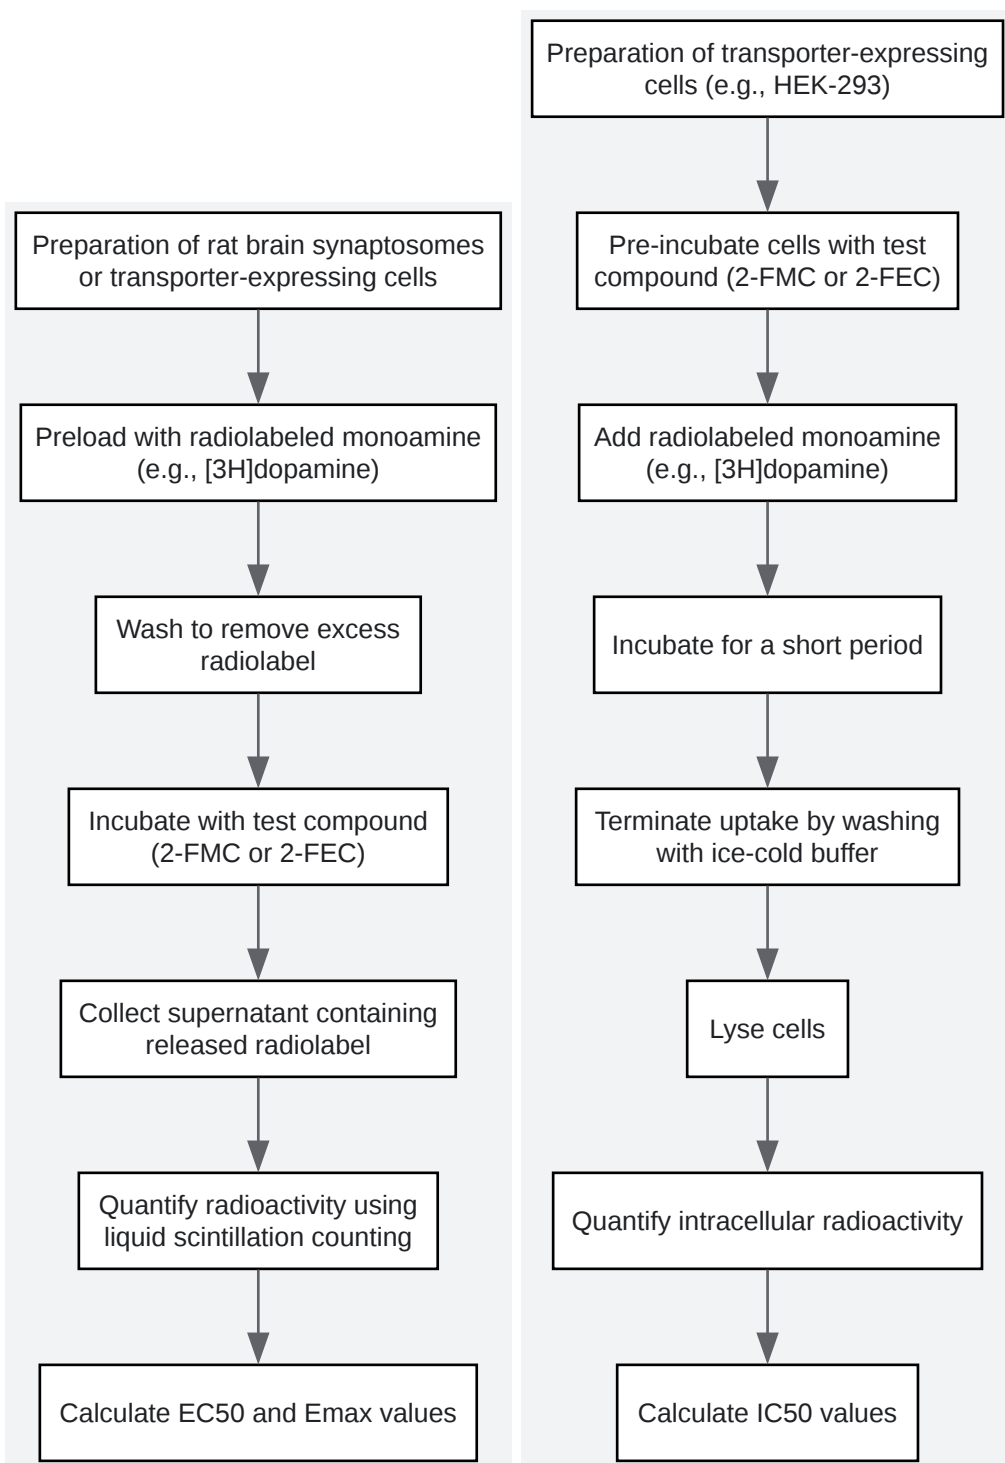 Preparation of rat brain synaptosomes
or transporter-expressing cells
Preload with radiolabeled monoamine
(e.g., [3H]dopamine)
Wash to remove excess
radiolabel
Incubate with test compound
(2-FMC or 2-FEC)
Collect supernatant containing
released radiolabel
Quantify radioactivity using
liquid scintillation counting
Calculate EC50 and Emax values
Preparation of transporter-expressing
cells (e.g., HEK-293)
Pre-incubate cells with test
compound (2-FMC or 2-FEC)
Add radiolabeled monoamine
(e.g., [3H]dopamine)
Incubate for a short period
Terminate uptake by washing
with ice-cold buffer
Lyse cells
Quantify intracellular radioactivity
Calculate IC50 values